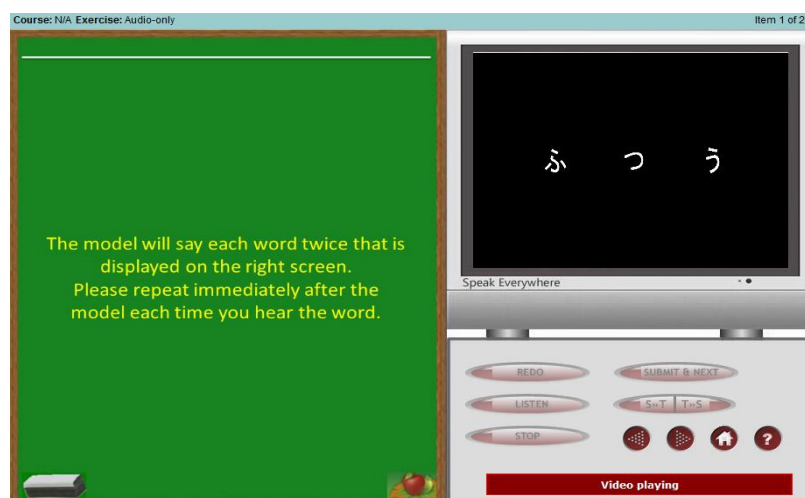 Course: N/A Exercise: Audio-only
Item 1 of 2
The model will say each word twice that is
displayed on the right screen.
Please repeat immediately after the
model each time you hear the word.
ふ つ う
Speak Everywhere
REDO
SUBMIT & NEXT
LISTEN
S»T T»S
STOP
?
Video playing